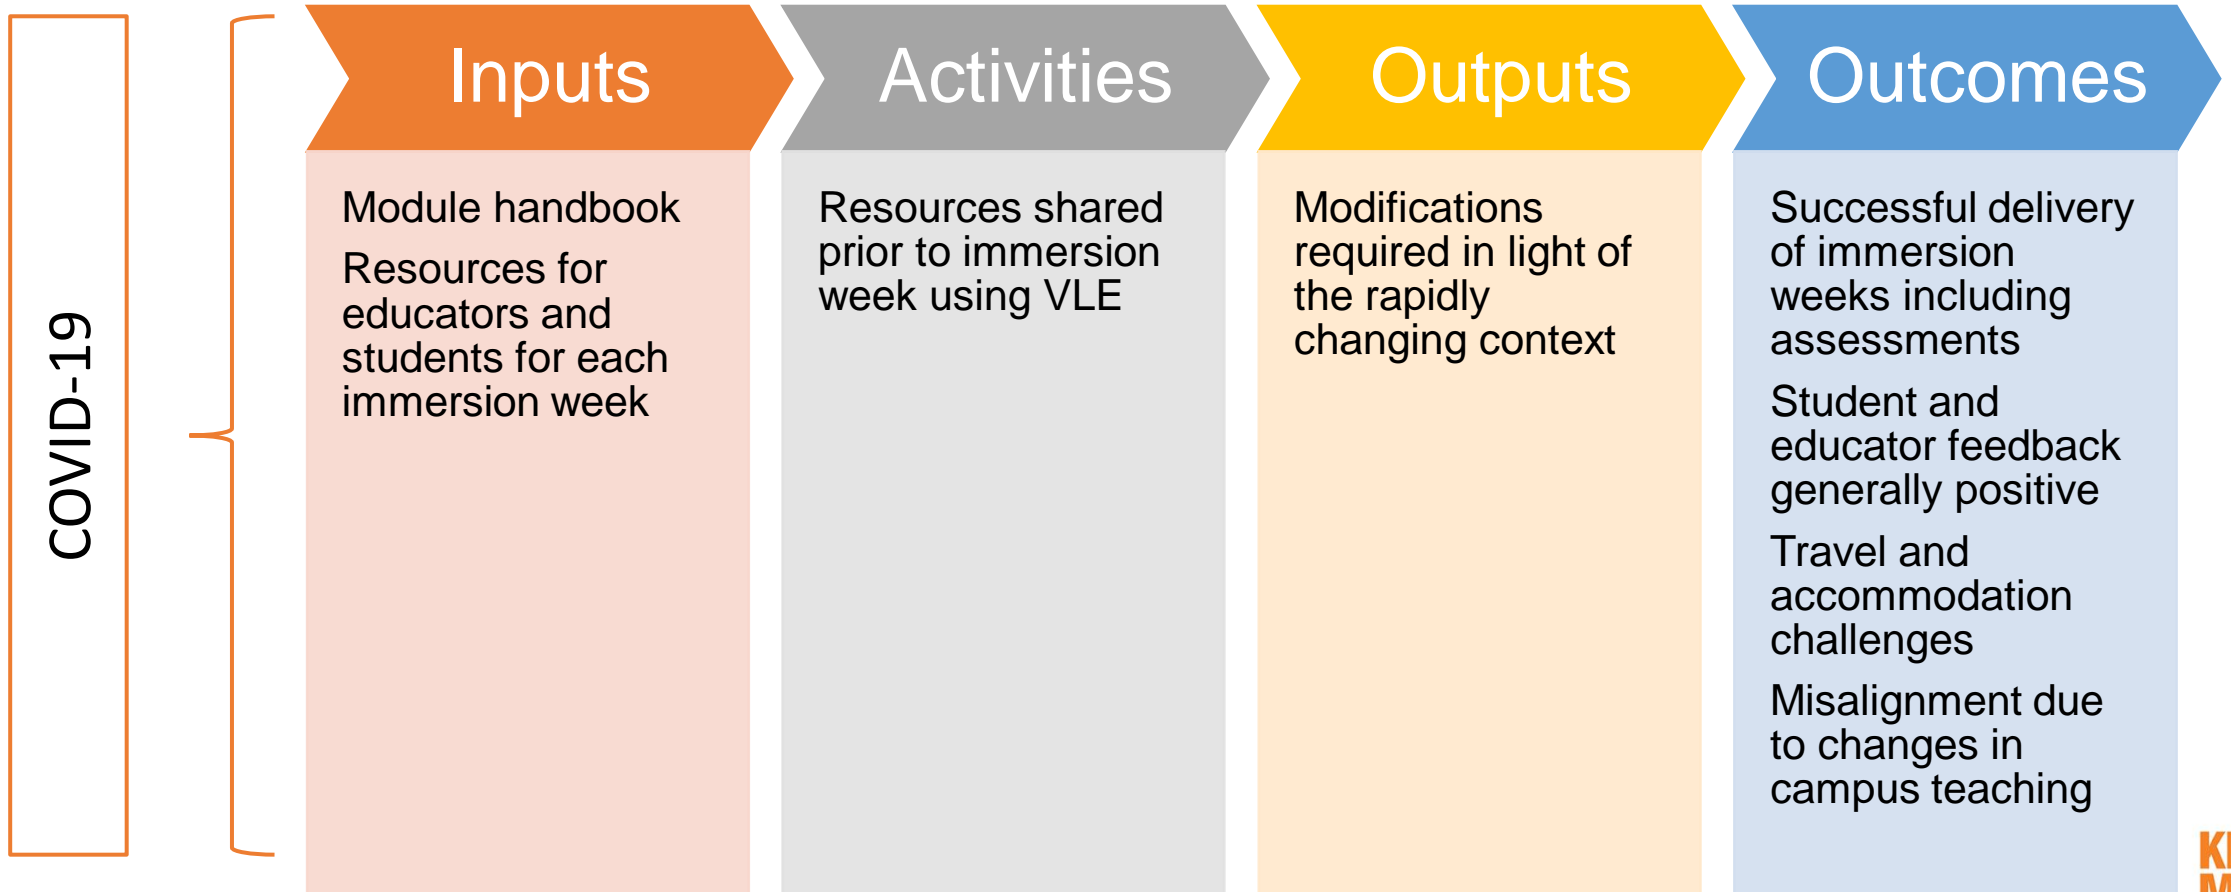 COVID-19
Inputs
Module handbook
Resources for
educators and
students for each
immersion week
Activities
Resources shared
prior to immersion
week using VLE
Outputs
Modifications
required in light of
the rapidly
changing context
Outcomes
Successful delivery
of immersion
weeks including
assessments
Student and
educator feedback
generally positive
Travel and
accommodation
challenges
Misalignment due
to changes in
campus teaching